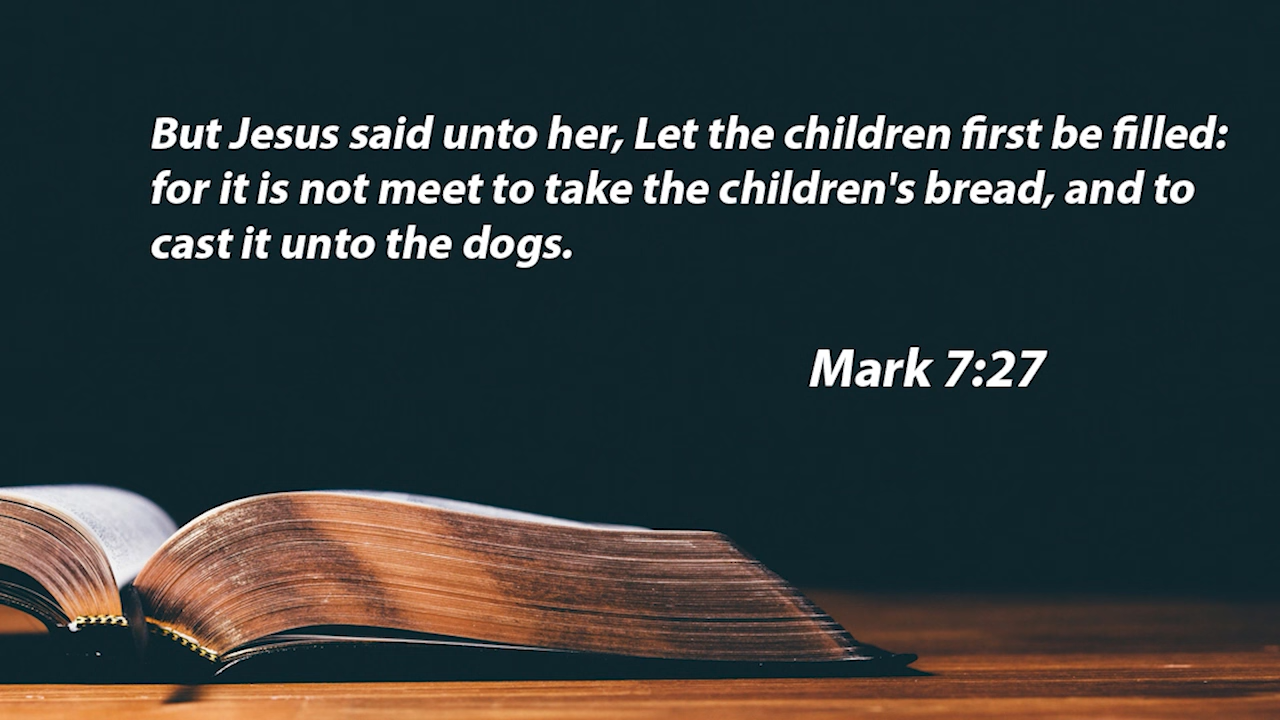 But Jesus said unto her, Let the children first be filled:
for it is not meet to take the children's bread, and to
cast it unto the dogs.
Mark 7:27